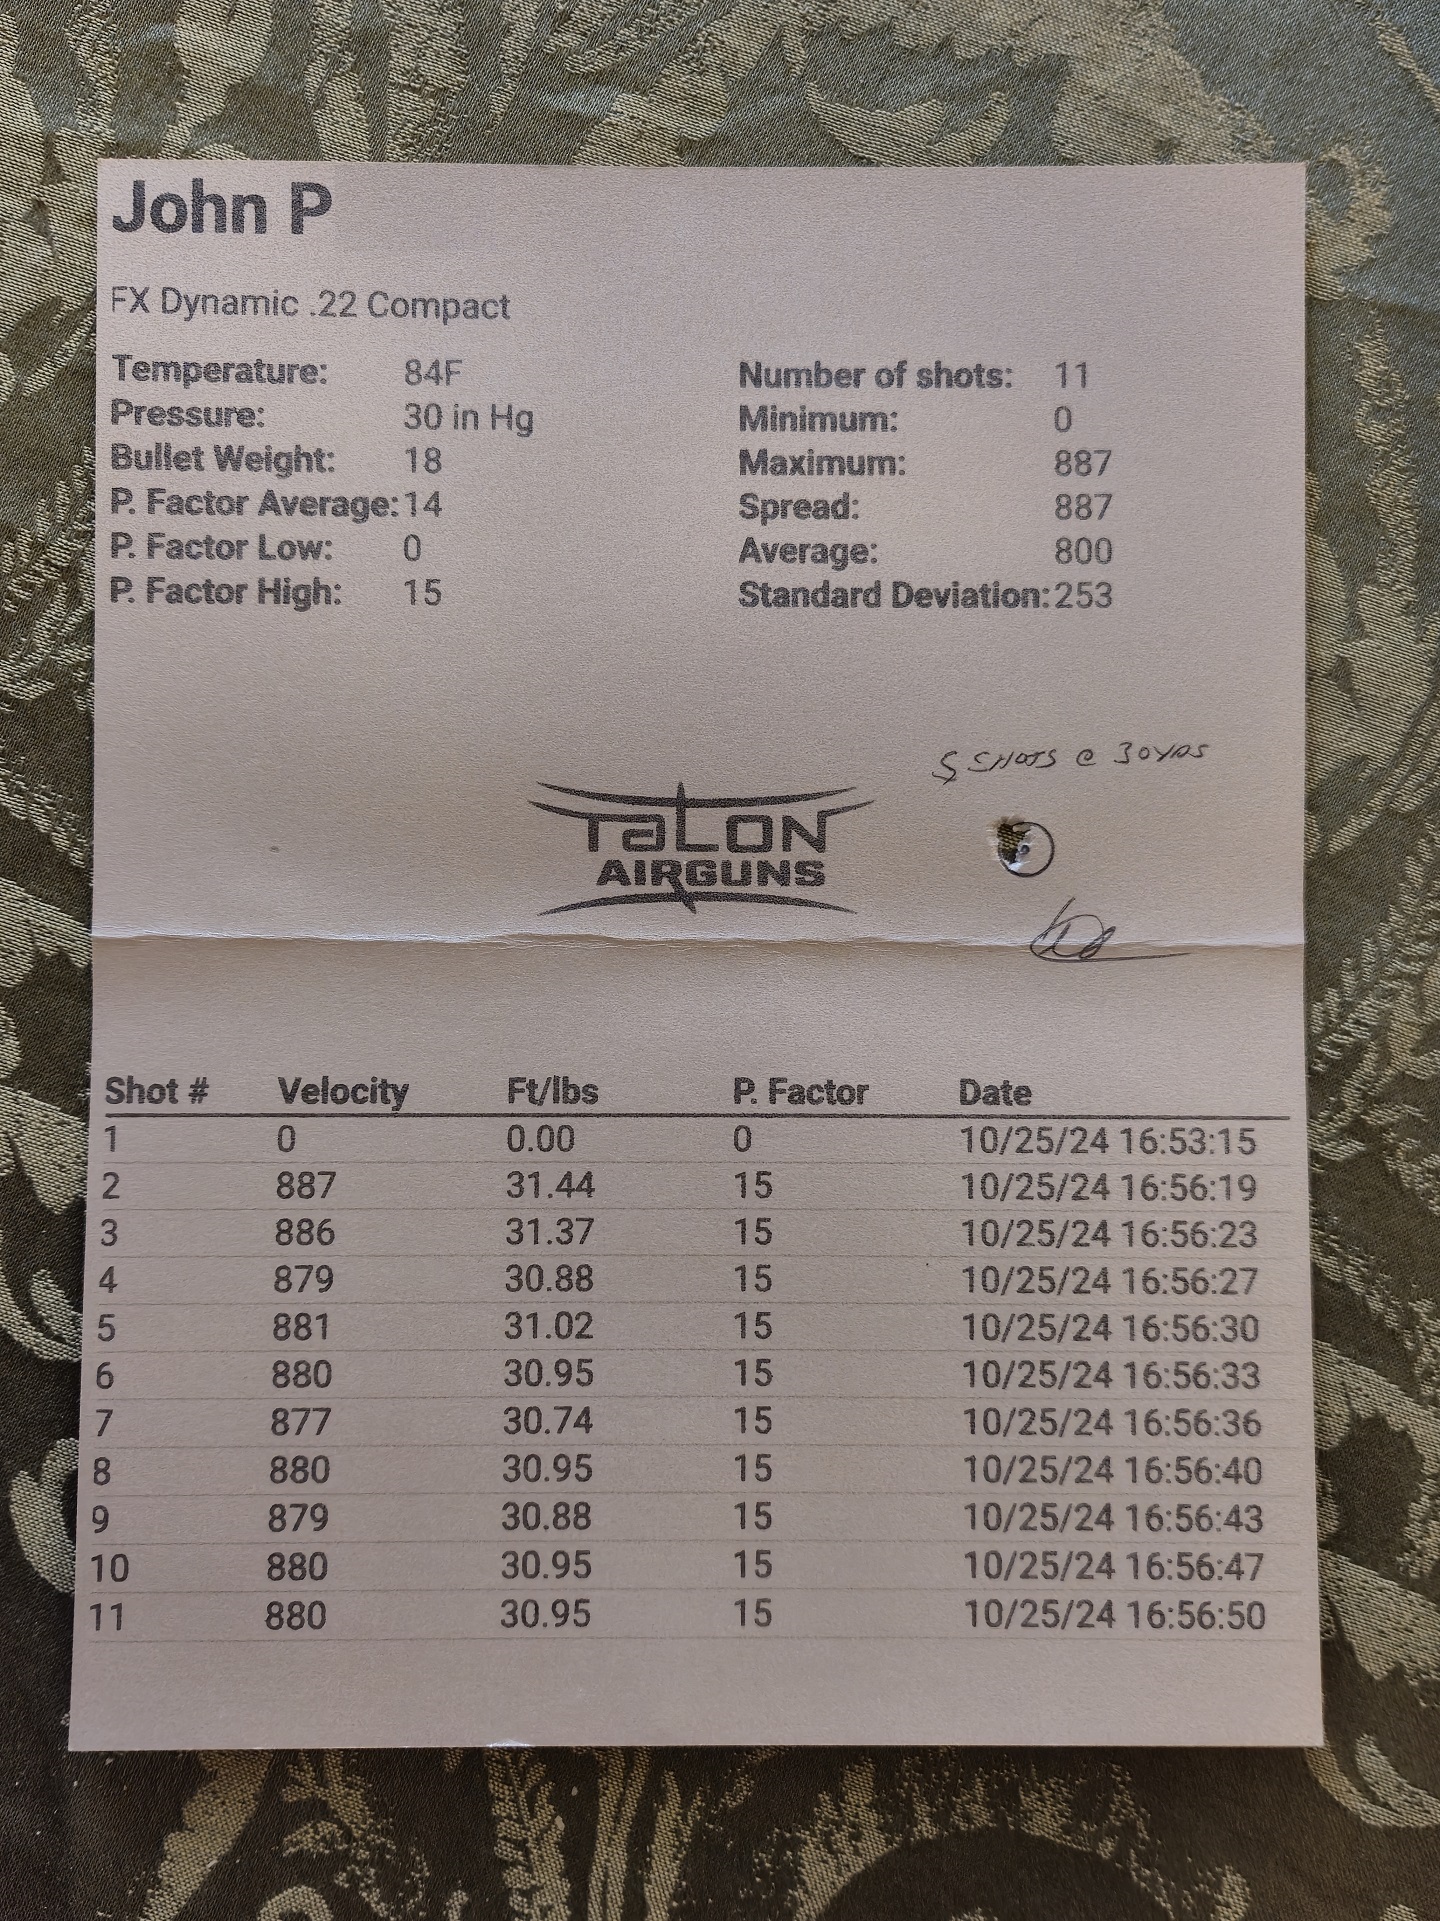 John P
FX Dynamic .22 Compact
Temperature: 84F
Pressure: 30 in Hg
Bullet Weight: 18
P. Factor Average: 14
P. Factor Low: 0
P. Factor High: 15
Number of shots: 11
Minimum: 0
Maximum: 887
Spread: 887
Average: 800
Standard Deviation: 253
5 SHOTS @ 30 YDS
TALON
AIRGUNS
Shot # Velocity Ft/lbs P. Factor Date
1 0 0.00 0 10/25/24 16:53:15
2 887 31.44 15 10/25/24 16:56:19
3 886 31.37 15 10/25/24 16:56:23
4 879 30.88 15 10/25/24 16:56:27
5 881 31.02 15 10/25/24 16:56:30
6 880 30.95 15 10/25/24 16:56:33
7 877 30.74 15 10/25/24 16:56:36
8 880 30.95 15 10/25/24 16:56:40
9 879 30.88 15 10/25/24 16:56:43
10 880 30.95 15 10/25/24 16:56:47
11 880 30.95 15 10/25/24 16:56:50